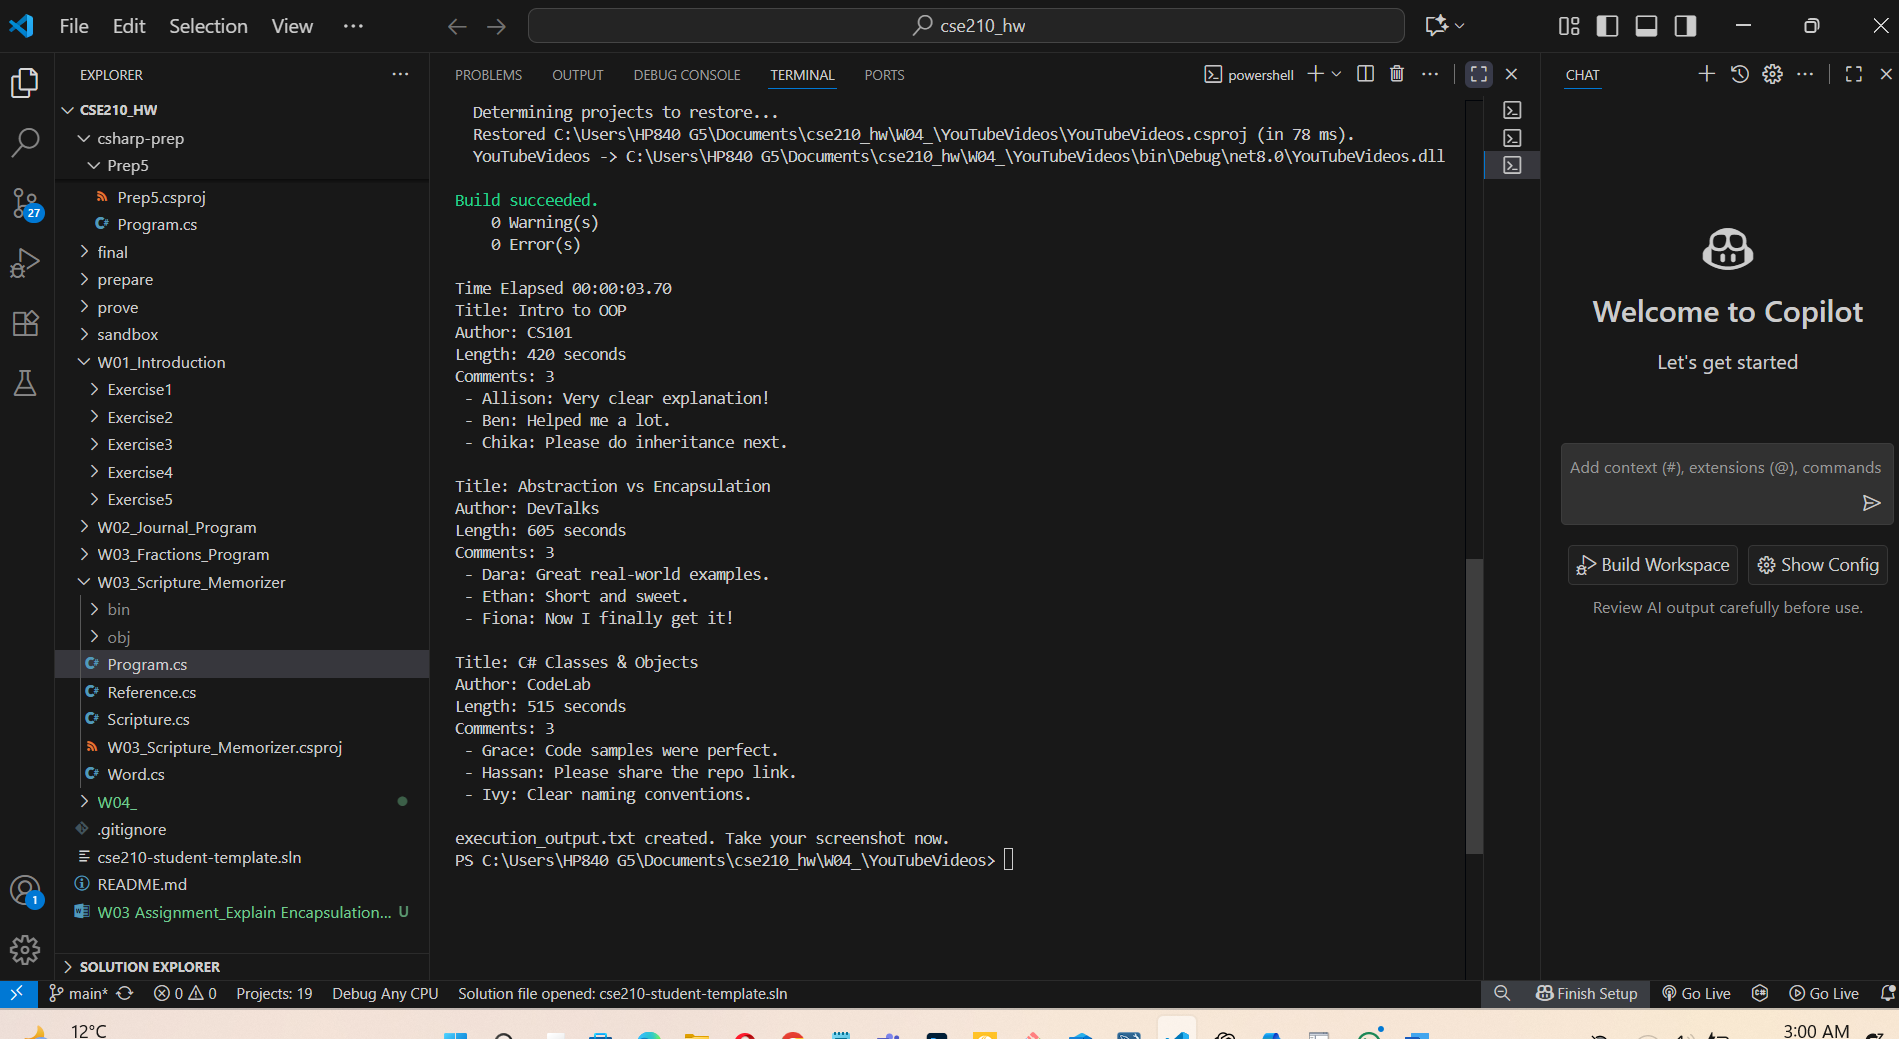 File Edit Selection View
cse210_hw
EXPLORER
CSE210_HW
csharp-prep
Prep5
Prep5.csproj
Program.cs
final
prepare
prove
sandbox
W01_Introduction
Exercise1
Exercise2
Exercise3
Exercise4
Exercise5
W02_Journal_Program
W03_Fractions_Program
W03_Scripture_Memorizer
bin
obj
Program.cs
Reference.cs
Scripture.cs
W03_Scripture_Memorizer.csproj
Word.cs
W04_
.gitignore
cse210-student-template.sln
README.md
W03 Assignment_Explain Encapsulation... U
SOLUTION EXPLORER
27
1
PROBLEMS OUTPUT DEBUG CONSOLE TERMINAL PORTS
powershell
Determining projects to restore...
Restored C:\Users\HP840 G5\Documents\cse210_hw\W04_\YouTubeVideos\YouTubeVideos.csproj (in 78 ms).
YouTubeVideos -> C:\Users\HP840 G5\Documents\cse210_hw\W04_\YouTubeVideos\bin\Debug\net8.0\YouTubeVideos.dll
Build succeeded.
0 Warning(s)
0 Error(s)
Time Elapsed 00:00:03.70
Title: Intro to OOP
Author: CS101
Length: 420 seconds
Comments: 3
- Allison: Very clear explanation!
- Ben: Helped me a lot.
- Chika: Please do inheritance next.
Title: Abstraction vs Encapsulation
Author: DevTalks
Length: 605 seconds
Comments: 3
- Dara: Great real-world examples.
- Ethan: Short and sweet.
- Fiona: Now I finally get it!
Title: C# Classes & Objects
Author: CodeLab
Length: 515 seconds
Comments: 3
- Grace: Code samples were perfect.
- Hassan: Please share the repo link.
- Ivy: Clear naming conventions.
execution_output.txt created. Take your screenshot now.
PS C:\Users\HP840 G5\Documents\cse210_hw\W04_\YouTubeVideos>
CHAT
Welcome to Copilot
Let's get started
Add context (#), extensions (@), commands
Build Workspace Show Config
Review AI output carefully before use.
main* 0 0 Projects: 19 Debug Any CPU Solution file opened: cse210-student-template.sln
Finish Setup Go Live Go Live
12°C
3:00 AM